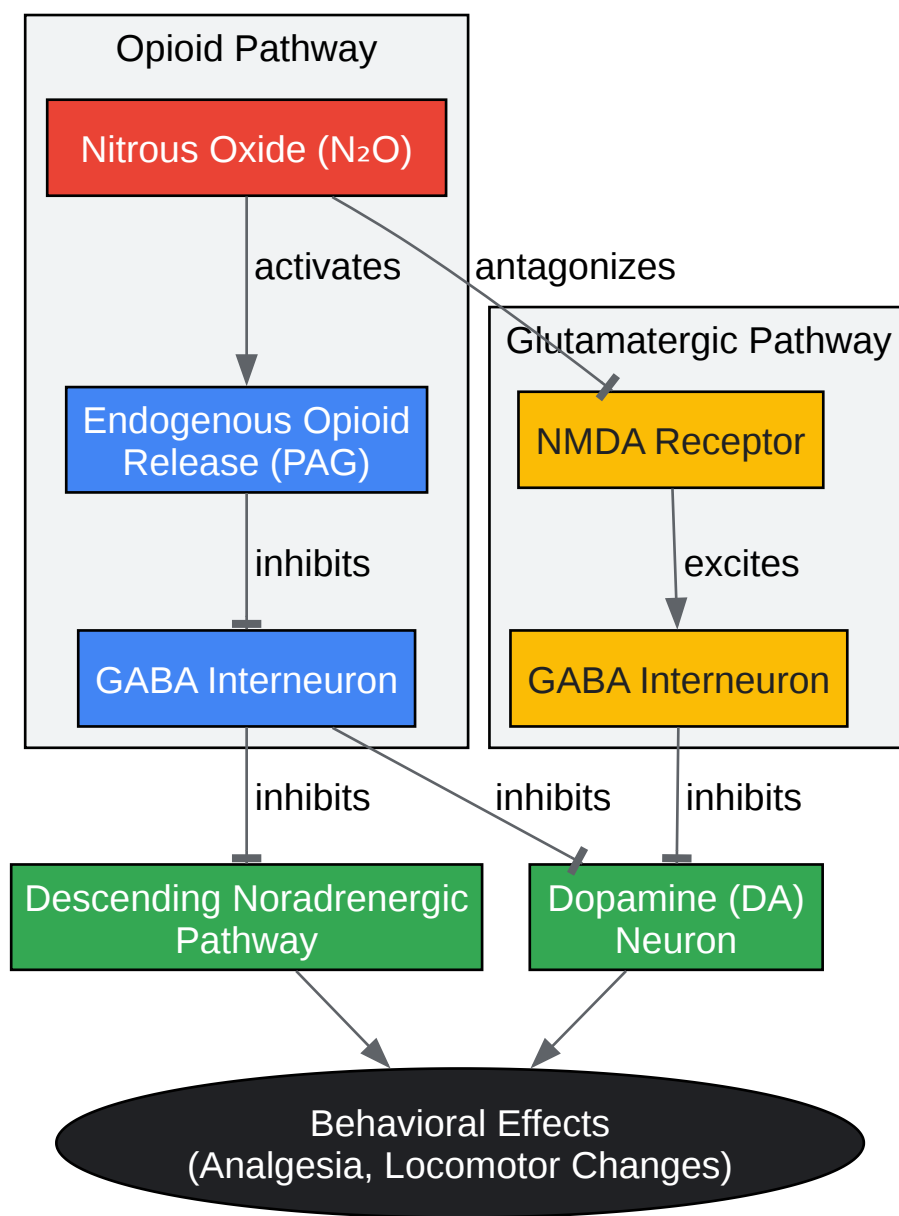 Opioid Pathway
Nitrous Oxide (N₂O)
activates
antagonizes
Glutamatergic Pathway
Endogenous Opioid
Release (PAG)
NMDA Receptor
inhibits
excites
GABA Interneuron
GABA Interneuron
inhibits
inhibits
inhibits
Descending Noradrenergic
Pathway
Dopamine (DA)
Neuron
Behavioral Effects
(Analgesia, Locomotor Changes)